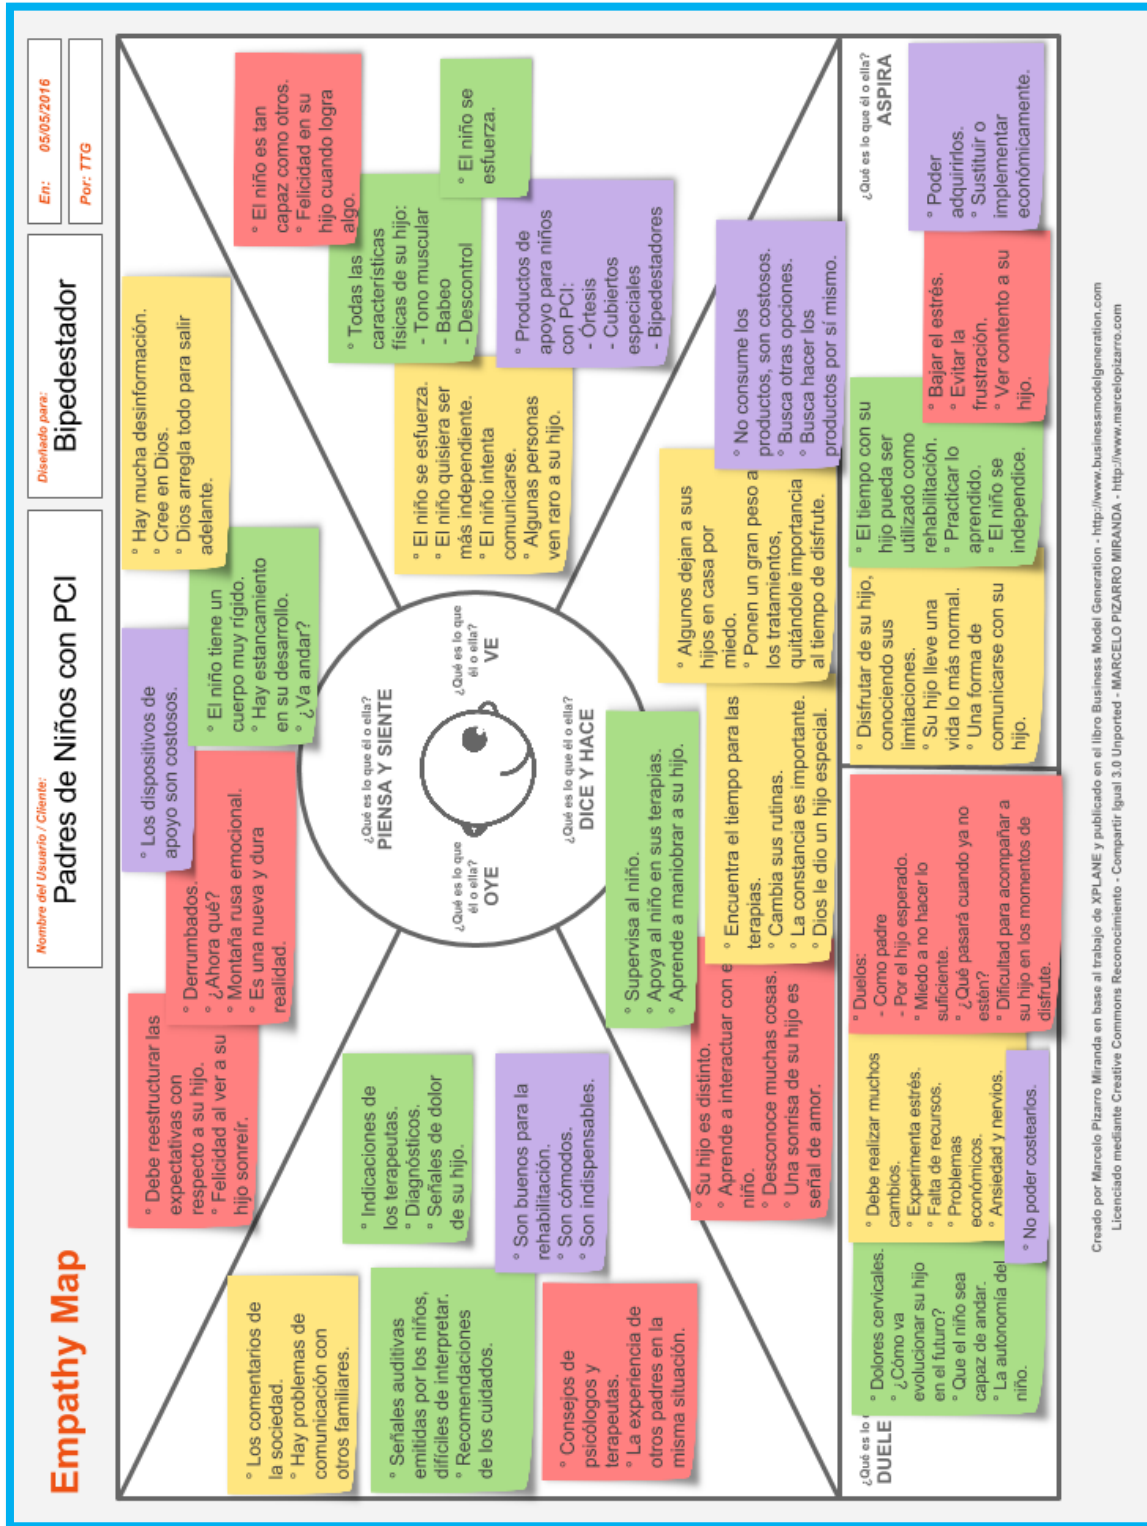 Empathy Map
Nombre del Usuario / Cliente:
Padres de Niños con PCI
Diseñado para:
Bipedestador
En: 05/05/2016
Por: TTG
° Debe reestructurar las
expectativas con
respecto a su hijo.
° Felicidad al ver a su
hijo sonreír.
° Derrumbados.
° ¿Ahora qué?
° Montaña rusa emocional.
° Es una nueva y dura
realidad.
° Los dispositivos de
apoyo son costosos.
° El niño tiene un
cuerpo muy rígido.
° Hay estancamiento
en su desarrollo.
° ¿Va andar?
° Hay mucha desinformación.
° Cree en Dios.
° Dios arregla todo para salir
adelante.
¿Qué es lo que él o ella?
PIENSA Y SIENTE
¿Qué es lo que
él o ella?
OYE
¿Qué es lo que
él o ella?
VE
¿Qué es lo que él o ella?
DICE Y HACE
° Los comentarios de
la sociedad.
° Hay problemas de
comunicación con
otros familiares.
° Indicaciones de
los terapeutas.
° Diagnósticos.
° Señales de dolor
de su hijo.
° Señales auditivas
emitidas por los niños,
difíciles de interpretar.
° Recomendaciones
de los cuidados.
° Son buenos para la
rehabilitación.
° Son cómodos.
° Son indispensables.
° Consejos de
psicólogos y
terapeutas.
° La experiencia de
otros padres en la
misma situación.
° El niño es tan
capaz como otros.
° Felicidad en su
hijo cuando logra
algo.
° Todas las
características
físicas de su hijo:
- Tono muscular
- Babeo
- Descontrol
° El niño se
esfuerza.
° El niño se esfuerza.
° El niño quisiera ser
más independiente.
° El niño intenta
comunicarse.
° Algunas personas
ven raro a su hijo.
° Productos de
apoyo para niños
con PCI:
- Órtesis
- Cubiertos
especiales
- Bipedestadores
° Supervisa al niño.
° Apoya al niño en sus terapias.
° Aprende a maniobrar a su hijo.
° Su hijo es distinto.
° Aprende a interactuar con e
niño.
° Desconoce muchas cosas.
° Una sonrisa de su hijo es
señal de amor.
° Encuentra el tiempo para las
terapias.
° Cambia sus rutinas.
° La constancia es importante.
° Dios le dio un hijo especial.
° Algunos dejan a sus
hijos en casa por
miedo.
° Ponen un gran peso a
los tratamientos,
quitándole importancia
al tiempo de disfrute.
° No consume los
productos, son costosos.
° Busca otras opciones.
° Busca hacer los
productos por sí mismo.
¿Qué es lo
DUELE
° Dolores cervicales.
° ¿Cómo va
evolucionar su hijo
en el futuro?
° Que el niño sea
capaz de andar.
° La autonomía del
niño.
° Debe realizar muchos
cambios.
° Experimenta estrés.
° Falta de recursos.
° Problemas
económicos.
° Ansiedad y nervios.
° No poder costearlos.
° Duelos:
- Como padre
- Por el hijo esperado.
° Miedo a no hacer lo
suficiente.
° ¿Qué pasará cuando ya no
estén?
° Dificultad para acompañar a
su hijo en los momentos de
disfrute.
¿Qué es lo que él o ella?
ASPIRA
° Disfrutar de su hijo,
conociendo sus
limitaciones.
° Su hijo lleve una
vida lo más normal.
° Una forma de
comunicarse con su
hijo.
° El tiempo con su
hijo pueda ser
utilizado como
rehabilitación.
° Practicar lo
aprendido.
° El niño se
independice.
° Bajar el estrés.
° Evitar la
frustración.
° Ver contento a su
hijo.
° Poder
adquirirlos.
° Sustituir o
implementar
económicamente.
Creado por Marcelo Pizarro Miranda en base al trabajo de XPLANE y publicado en el libro Business Model Generation - http://www.businessmodelgeneration.com
Licenciado mediante Creative Commons Reconocimiento - Compartir Igual 3.0 Unported - MARCELO PIZARRO MIRANDA - http://www.marcelopizarro.com